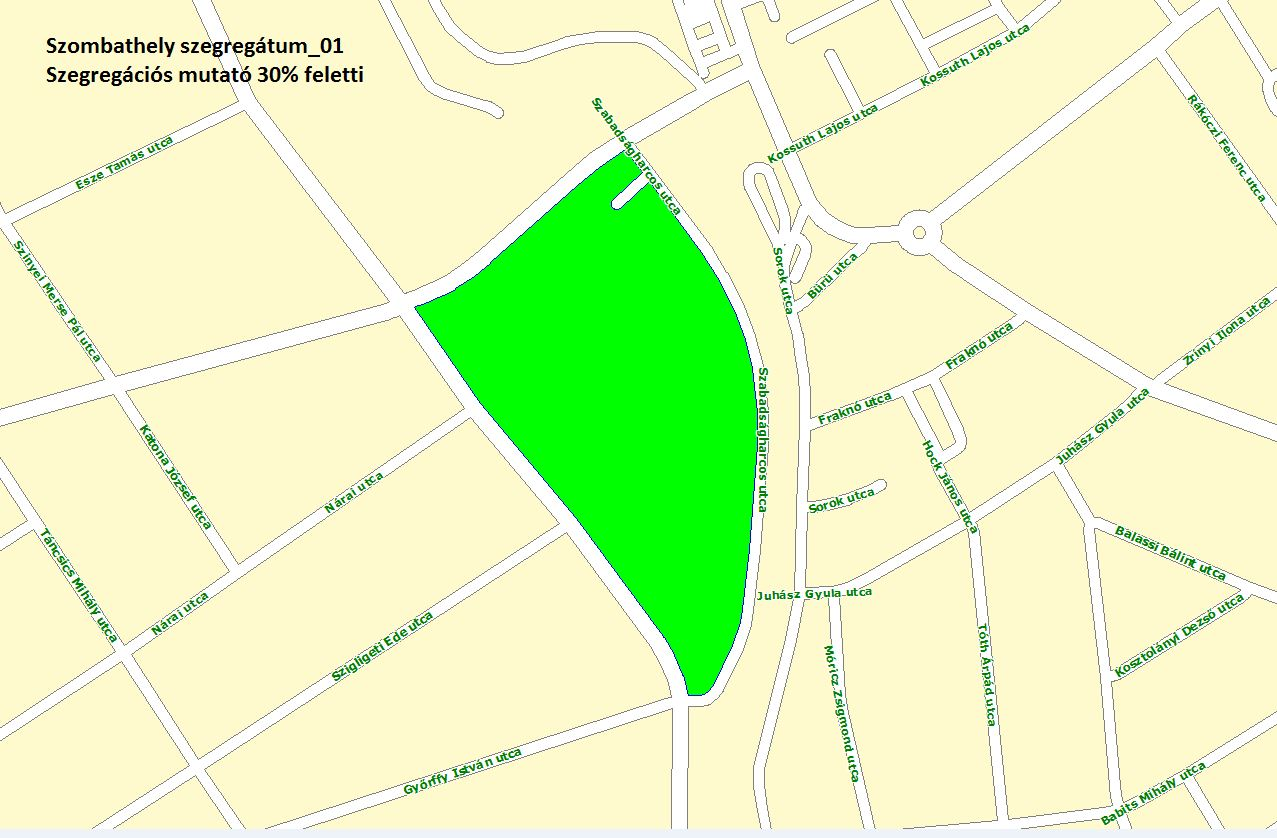 Szombathely szegregátum_01
Szegregációs mutató 30% feletti
Kossuth Lajos utca
Kossuth Lajos utca
Szabadságharcos utca
Rákóczi Ferenc utca
Esze Tamás utca
Szinyei Merse Pál utca
Sorok utca
Bürü utca
Zrinyi Ilona utca
Fraknó utca
Fraknó utca
Szabadságharcos utca
Juhász Gyula utca
Katona József utca
Hock János utca
Nárai utca
Sorok utca
Táncsics Mihály utca
Balassi Bálint utca
Juhász Gyula utca
Nárai utca
Kosztolányi Dezső utca
Szigligeti Ede utca
Tóth Árpád utca
Móricz Zsigmond utca
Győrffy István utca
Babits Mihály utca